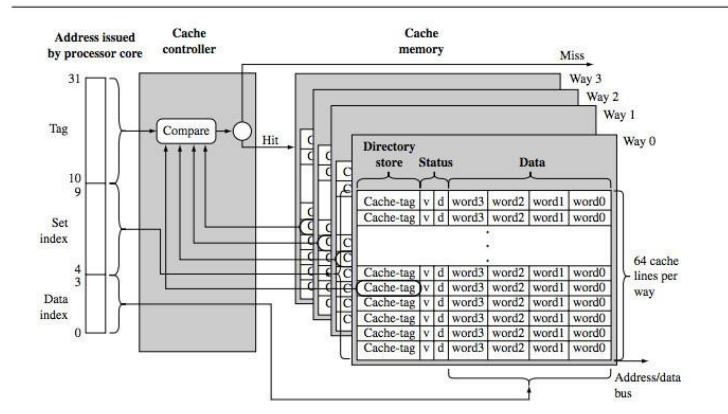 Address issued
by processor core
Cache
controller
Cache
memory
Miss
31
Way 3
Way 2
Way 1
Way 0
Tag
Compare
Hit
Directory
store
Status
Data
10
9
Cache-tag v d word3 word2 word1 word0
Cache-tag v d word3 word2 word1 word0
Set
index
.
.
.
64 cache
lines per
way
4
3
Cache-tag v d word3 word2 word1 word0
Cache-tag v d word3 word2 word1 word0
Cache-tag v d word3 word2 word1 word0
Cache-tag v d word3 word2 word1 word0
Cache-tag v d word3 word2 word1 word0
Cache-tag v d word3 word2 word1 word0
Data
index
0
Address/data
bus